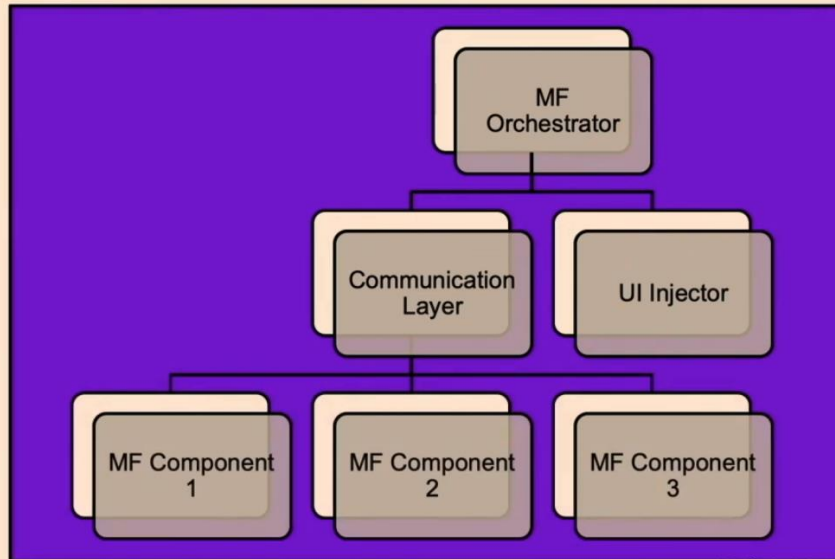 MF
Orchestrator
Communication
Layer
UI Injector
MF Component
1
MF Component
2
MF Component
3